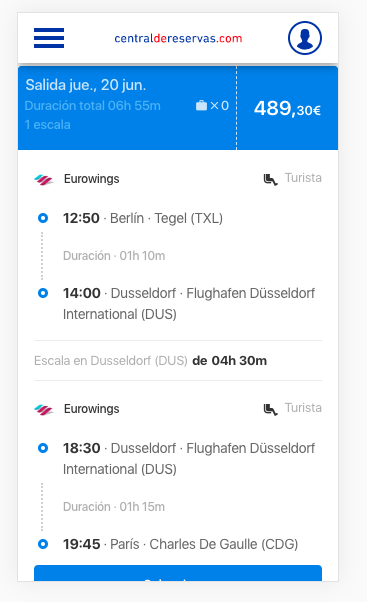 centraldereservas.com
Salida jue., 20 jun.
Duración total 06h 55m
× 0
489,30€
1 escala
Eurowings
Turista
12:50 · Berlín · Tegel (TXL)
Duración · 01h 10m
14:00 · Dusseldorf · Flughafen Düsseldorf
International (DUS)
Escala en Dusseldorf (DUS) de 04h 30m
Eurowings
Turista
18:30 · Dusseldorf · Flughafen Düsseldorf
International (DUS)
Duración · 01h 15m
19:45 · París · Charles De Gaulle (CDG)